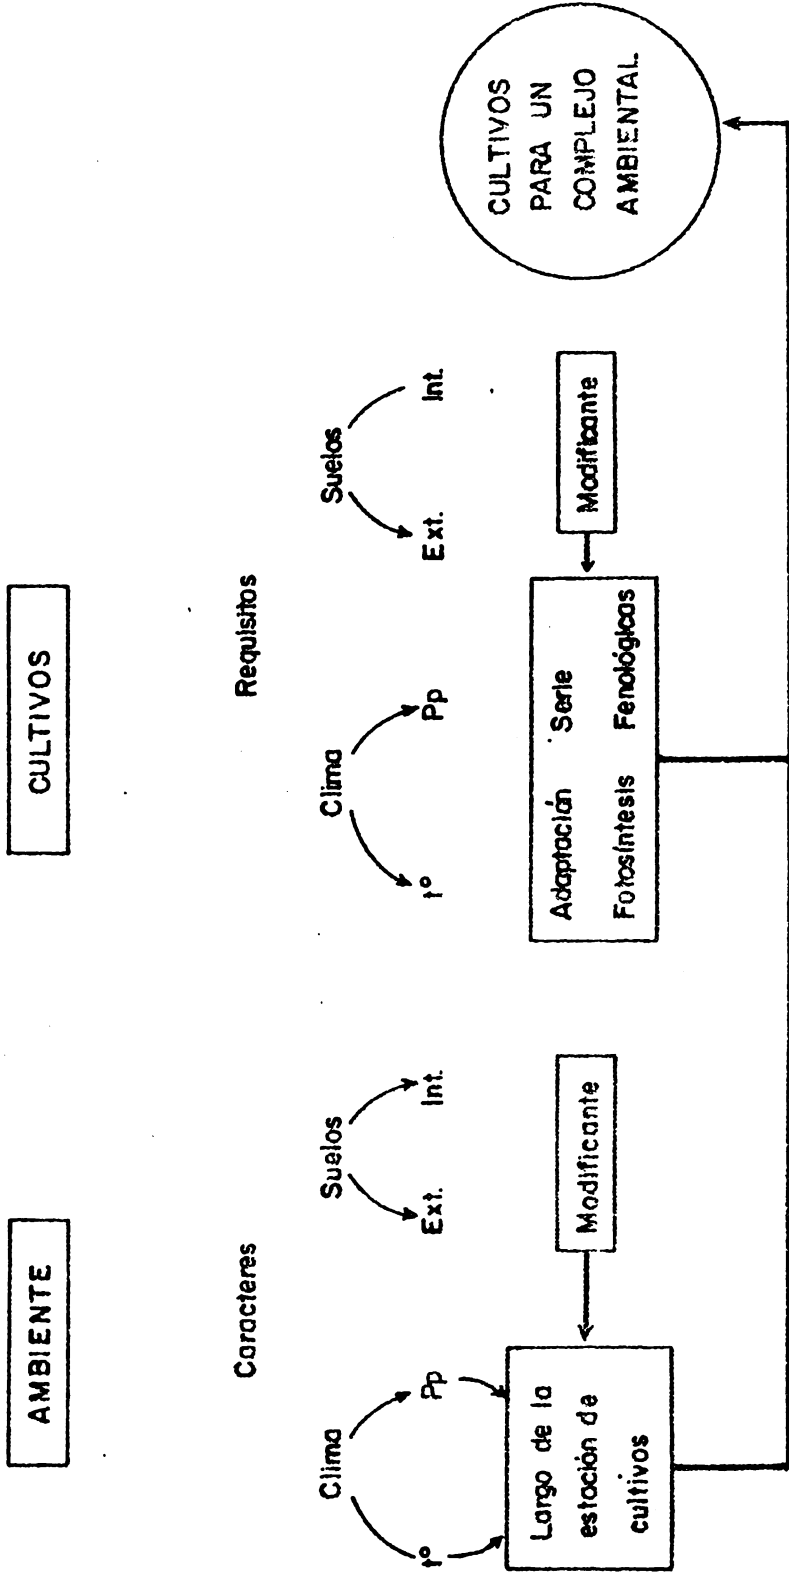 AMBIENTE
CULTIVOS
Caracteres
Requisitos
Clima
Suelos
Clima
Suelos
t°
Pp
Ext.
Int.
t°
Pp
Ext.
Int.
Largo de la
estación de
cultivos
Modificante
Adaptación Serie
Fotosíntesis Fenológicas
Modificante
CULTIVOS
PARA UN
COMPLEJO
AMBIENTAL